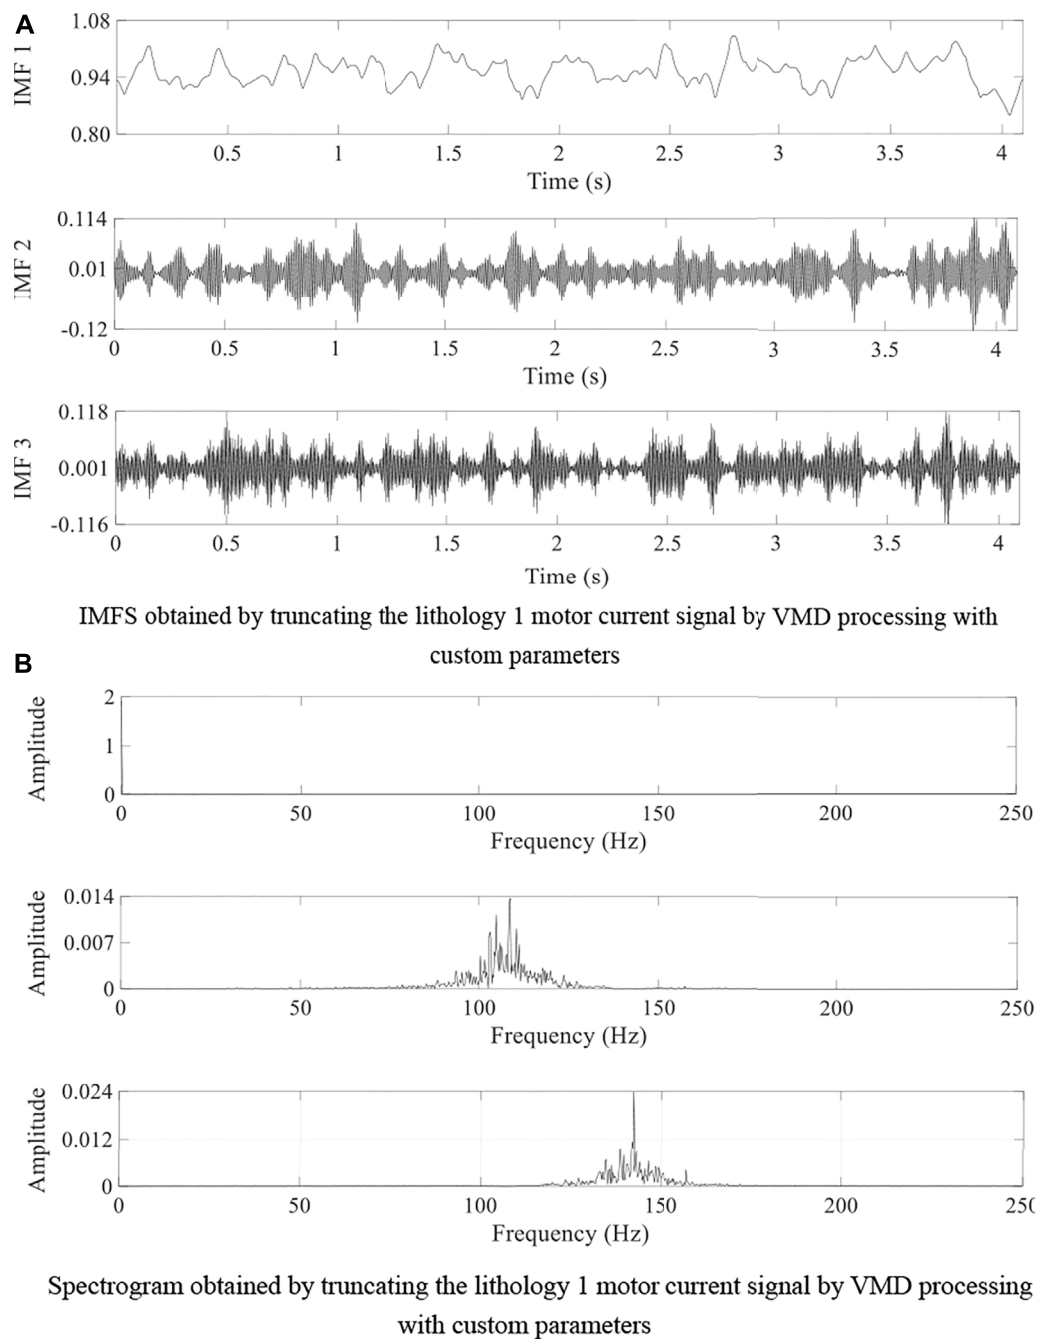 A
1.08
0.94
0.80
IMF 1
0.5 1 1.5 2 2.5 3 3.5 4
Time (s)
0.114
0.01
-0.12
IMF 2
0 0.5 1 1.5 2 2.5 3 3.5 4
Time (s)
0.118
0.001
-0.116
IMF 3
0 0.5 1 1.5 2 2.5 3 3.5 4
Time (s)
IMFS obtained by truncating the lithology 1 motor current signal by VMD processing with
custom parameters
B
2
1
0
Amplitude
0 50 100 150 200 250
Frequency (Hz)
0.014
0.007
0
Amplitude
0 50 100 150 200 250
Frequency (Hz)
0.024
0.012
0
Amplitude
0 50 100 150 200 250
Frequency (Hz)
Spectrogram obtained by truncating the lithology 1 motor current signal by VMD processing
with custom parameters